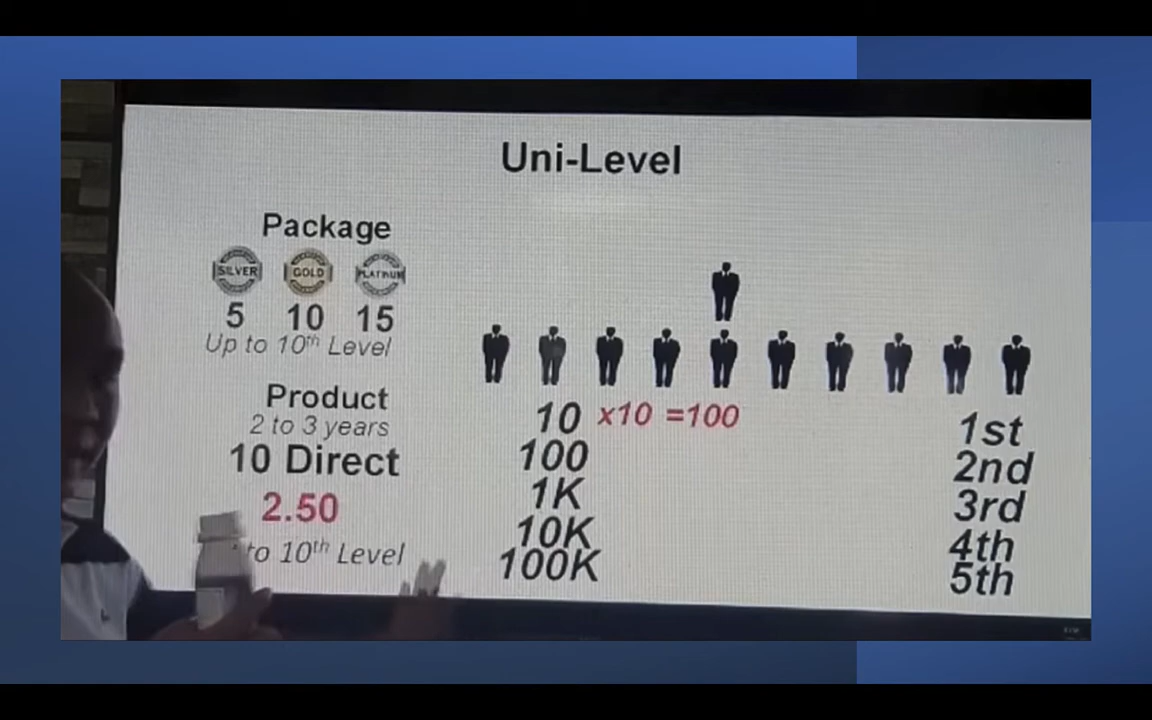 Uni-Level
Package
SILVER GOLD PLATINUM
5 10 15
Up to 10th Level
Product
2 to 3 years
10 Direct
2.50
to 10th Level
10 x10 =100
100
1K
10K
100K
1st
2nd
3rd
4th
5th